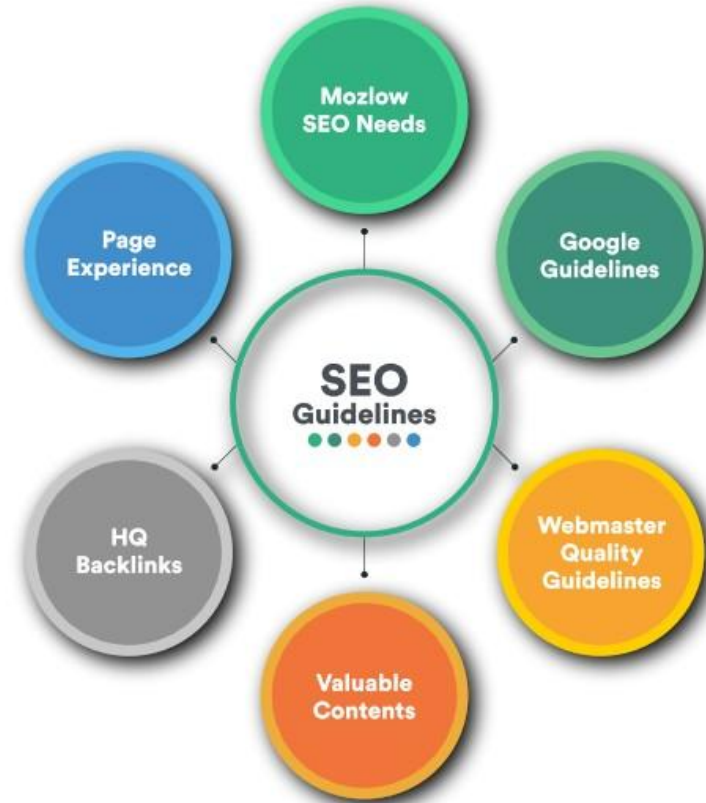 Mozlow
SEO Needs
Page
Experience
Google
Guidelines
SEO
Guidelines
HQ
Backlinks
Webmaster
Quality
Guidelines
Valuable
Contents